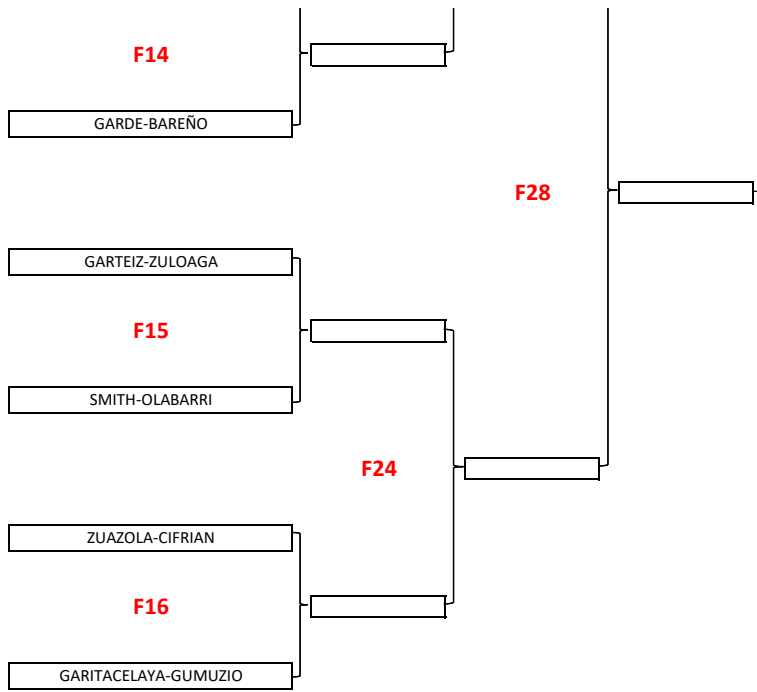 F14
GARDE-BAREÑO
F28
GARTEIZ-ZULOAGA
F15
SMITH-OLABARRI
F24
ZUAZOLA-CIFRIAN
F16
GARITACELAYA-GUMUZIO